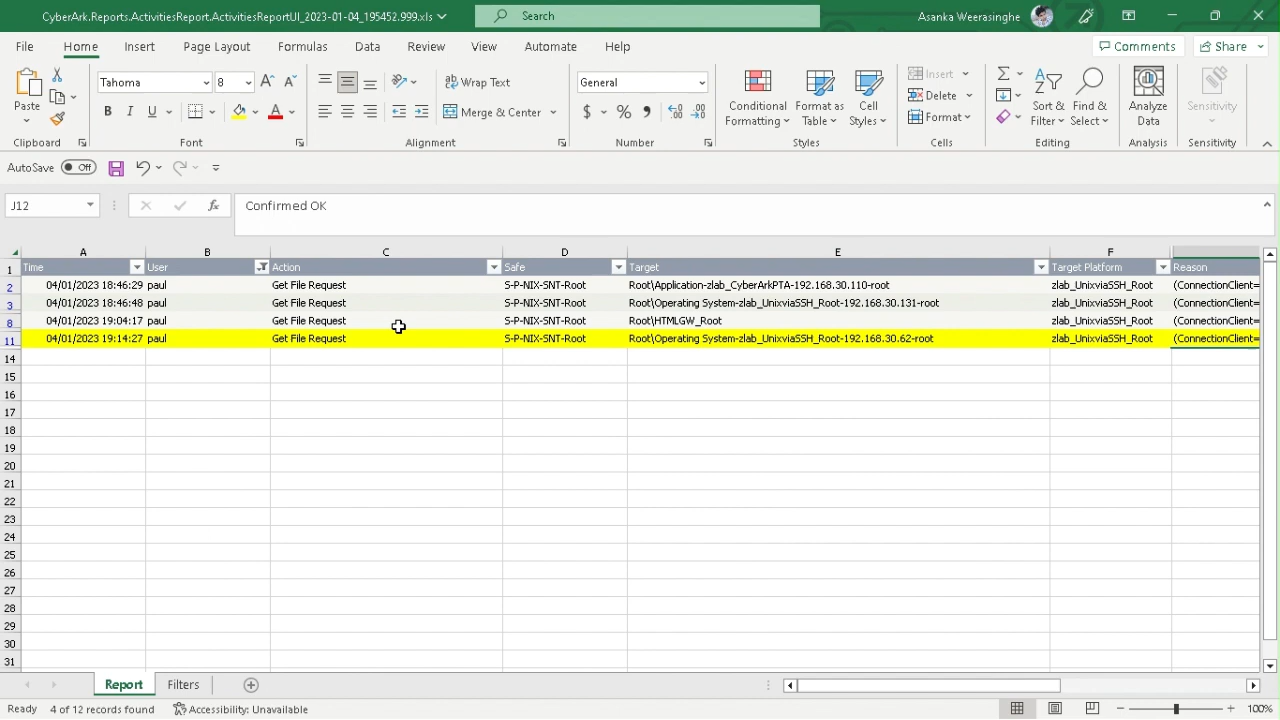 CyberArk.Reports.ActivitiesReport.ActivitiesReportUI_2023-01-04_195452.999.xls
Search
Asanka Weerasinghe
File Home Insert Page Layout Formulas Data Review View Automate Help
Comments Share
Paste
Tahoma 8
Wrap Text
General
Merge & Center
Conditional Formatting
Format as Table
Cell Styles
Insert
Delete
Format
Sort & Filter
Find & Select
Analyze Data
Sensitivity
Clipboard Font Alignment Number Styles Cells Editing Analysis Sensitivity
AutoSave Off
J12 fx Confirmed OK
A B C D E F
1 Time User Action Safe Target Target Platform Reason
2 04/01/2023 18:46:29 paul Get File Request S-P-NIX-SNT-Root Root\Application-zlab_CyberArkPTA-192.168.30.110-root zlab_UnixviaSSH_Root (ConnectionClient=
3 04/01/2023 18:46:48 paul Get File Request S-P-NIX-SNT-Root Root\Operating System-zlab_UnixviaSSH_Root-192.168.30.131-root zlab_UnixviaSSH_Root (ConnectionClient=
8 04/01/2023 19:04:17 paul Get File Request S-P-NIX-SNT-Root Root\HTMLGW_Root zlab_UnixviaSSH_Root (ConnectionClient=
11 04/01/2023 19:14:27 paul Get File Request S-P-NIX-SNT-Root Root\Operating System-zlab_UnixviaSSH_Root-192.168.30.62-root zlab_UnixviaSSH_Root (ConnectionClient=
14
15
16
17
18
19
20
21
22
23
24
25
26
27
28
29
30
31
Report Filters
Ready 4 of 12 records found Accessibility: Unavailable 100%